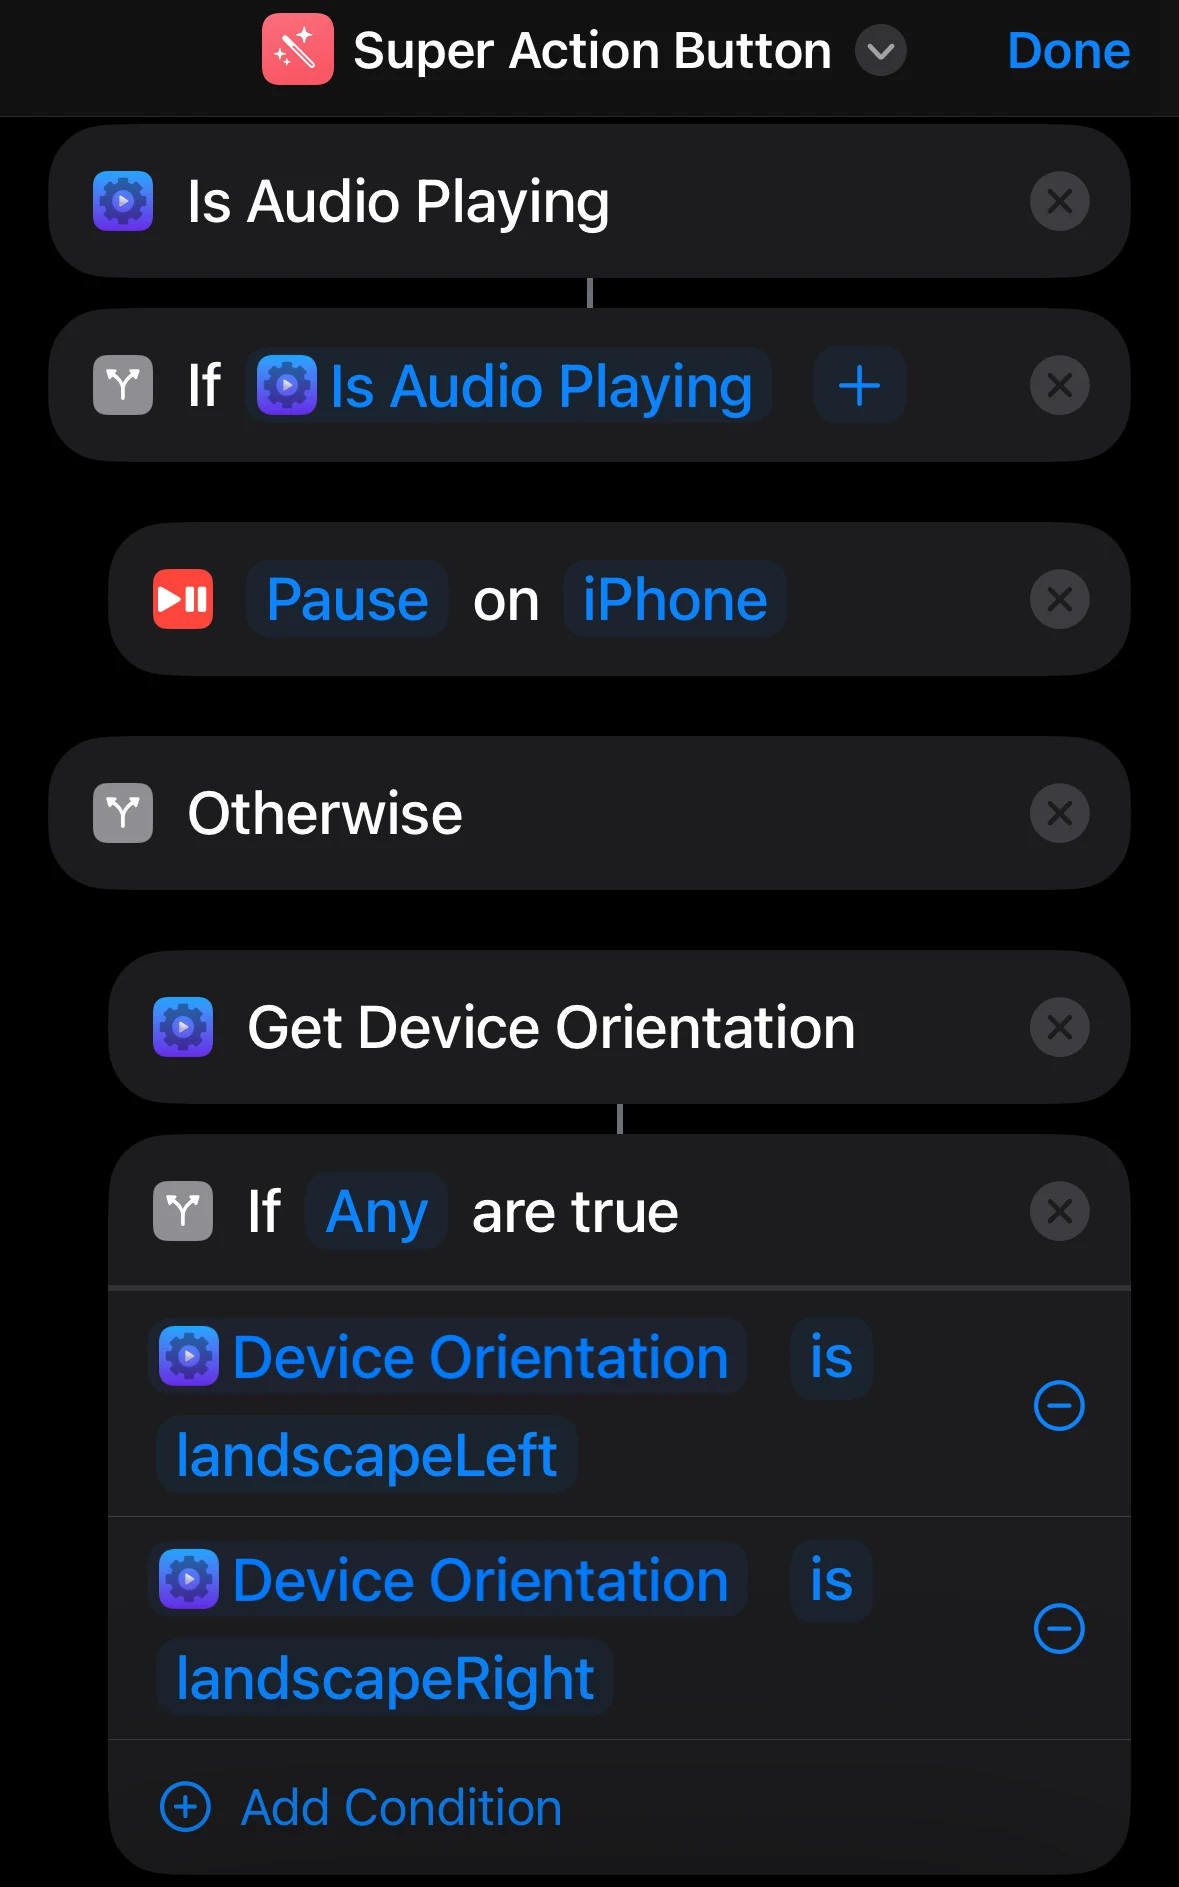 Super Action Button
Done
Is Audio Playing
If Is Audio Playing
Pause on iPhone
Otherwise
Get Device Orientation
If Any are true
Device Orientation is
landscapeLeft
Device Orientation is
landscapeRight
Add Condition